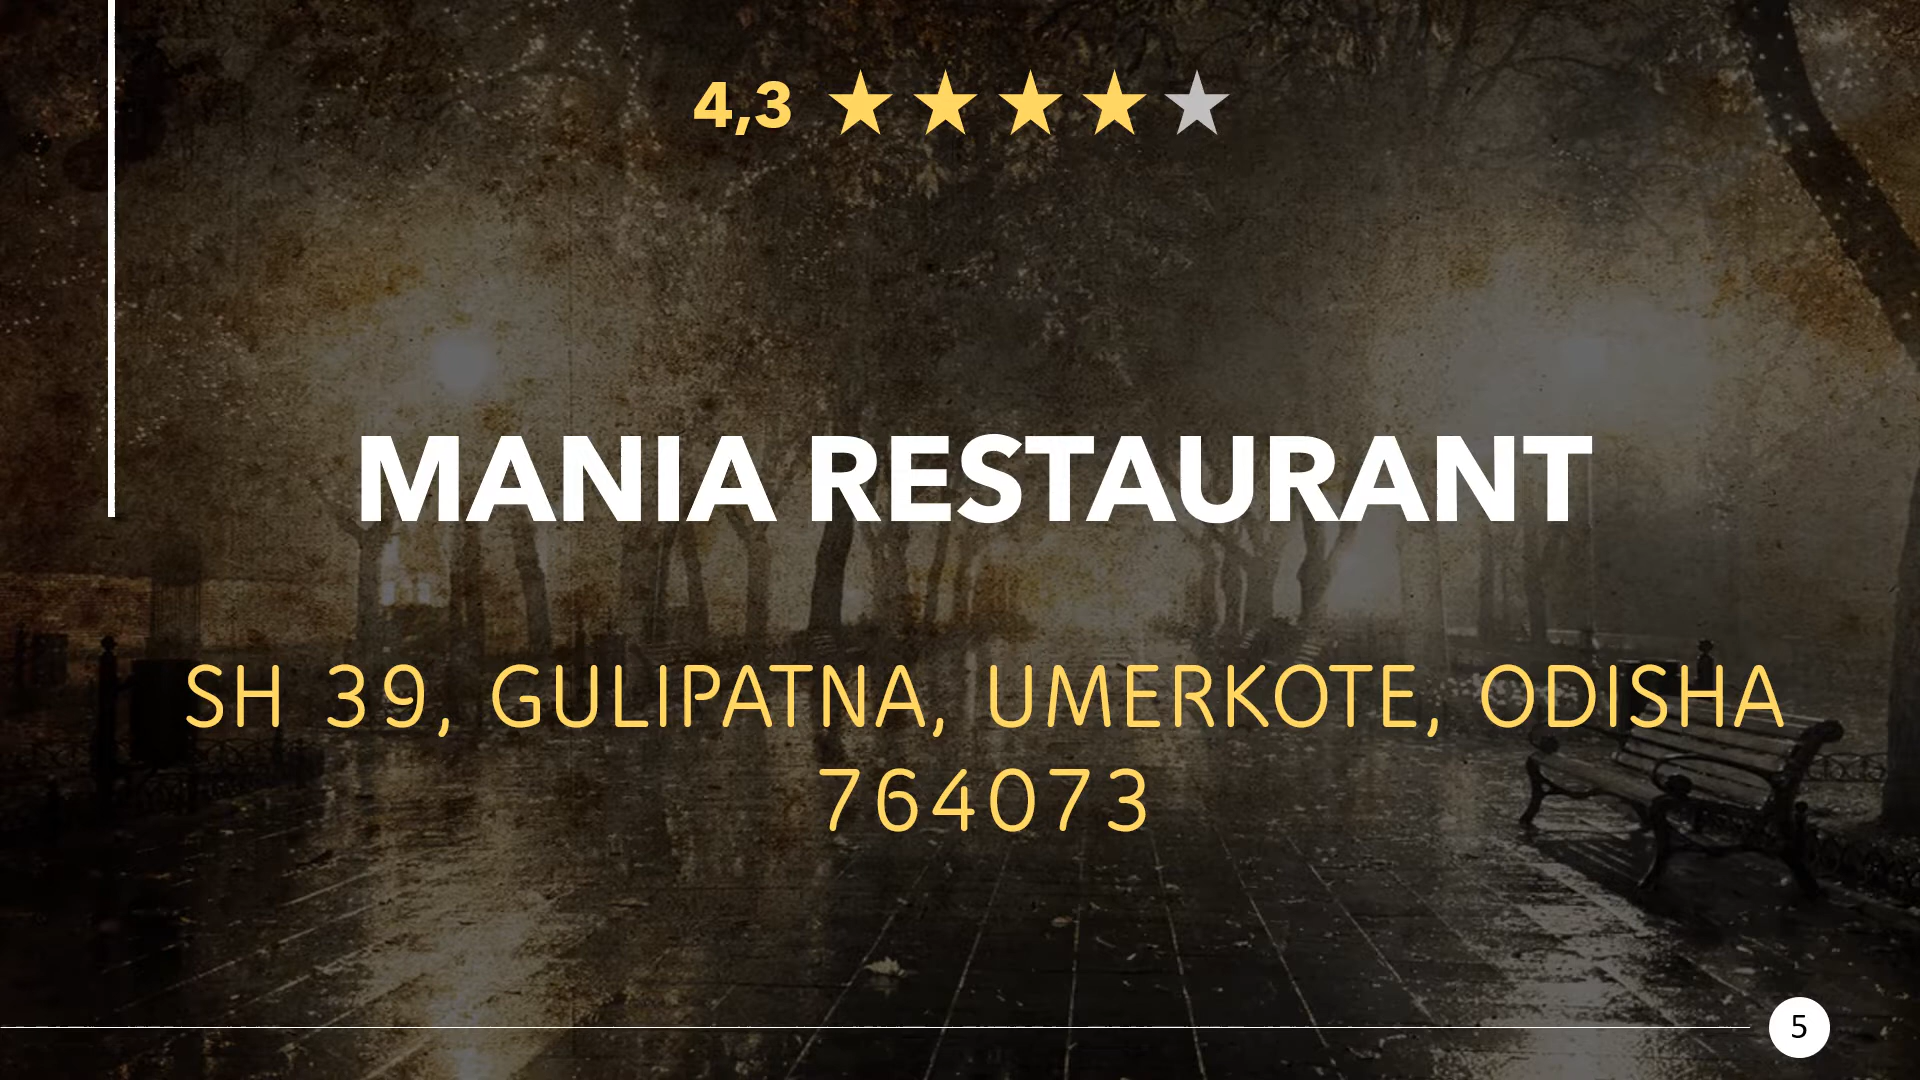 4,3
MANIA RESTAURANT
SH 39, GULIPATNA, UMERKOTE, ODISHA
764073
5